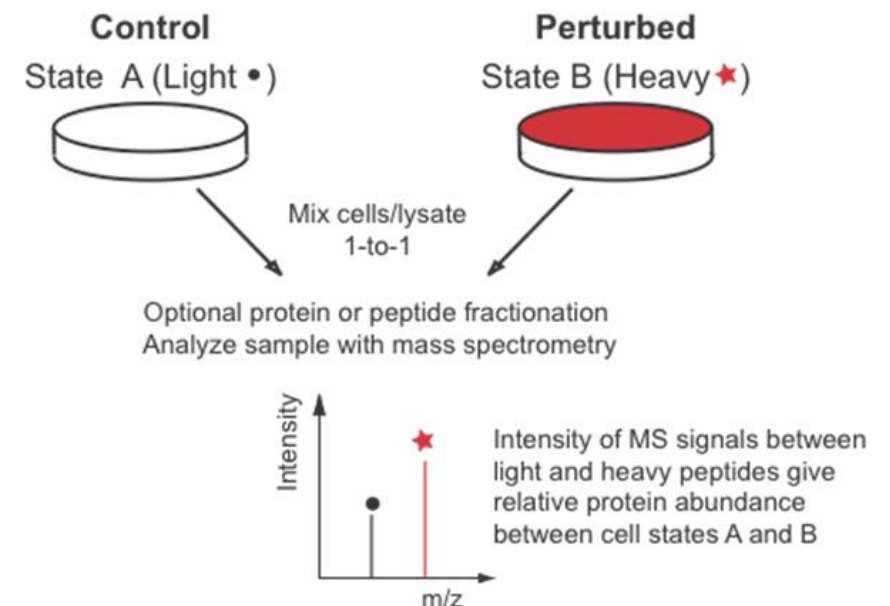 Control
Perturbed
State A (Light •)
State B (Heavy ★)
Mix cells/lysate
1-to-1
Optional protein or peptide fractionation
Analyze sample with mass spectrometry
Intensity
Intensity of MS signals between
light and heavy peptides give
relative protein abundance
between cell states A and B
m/z